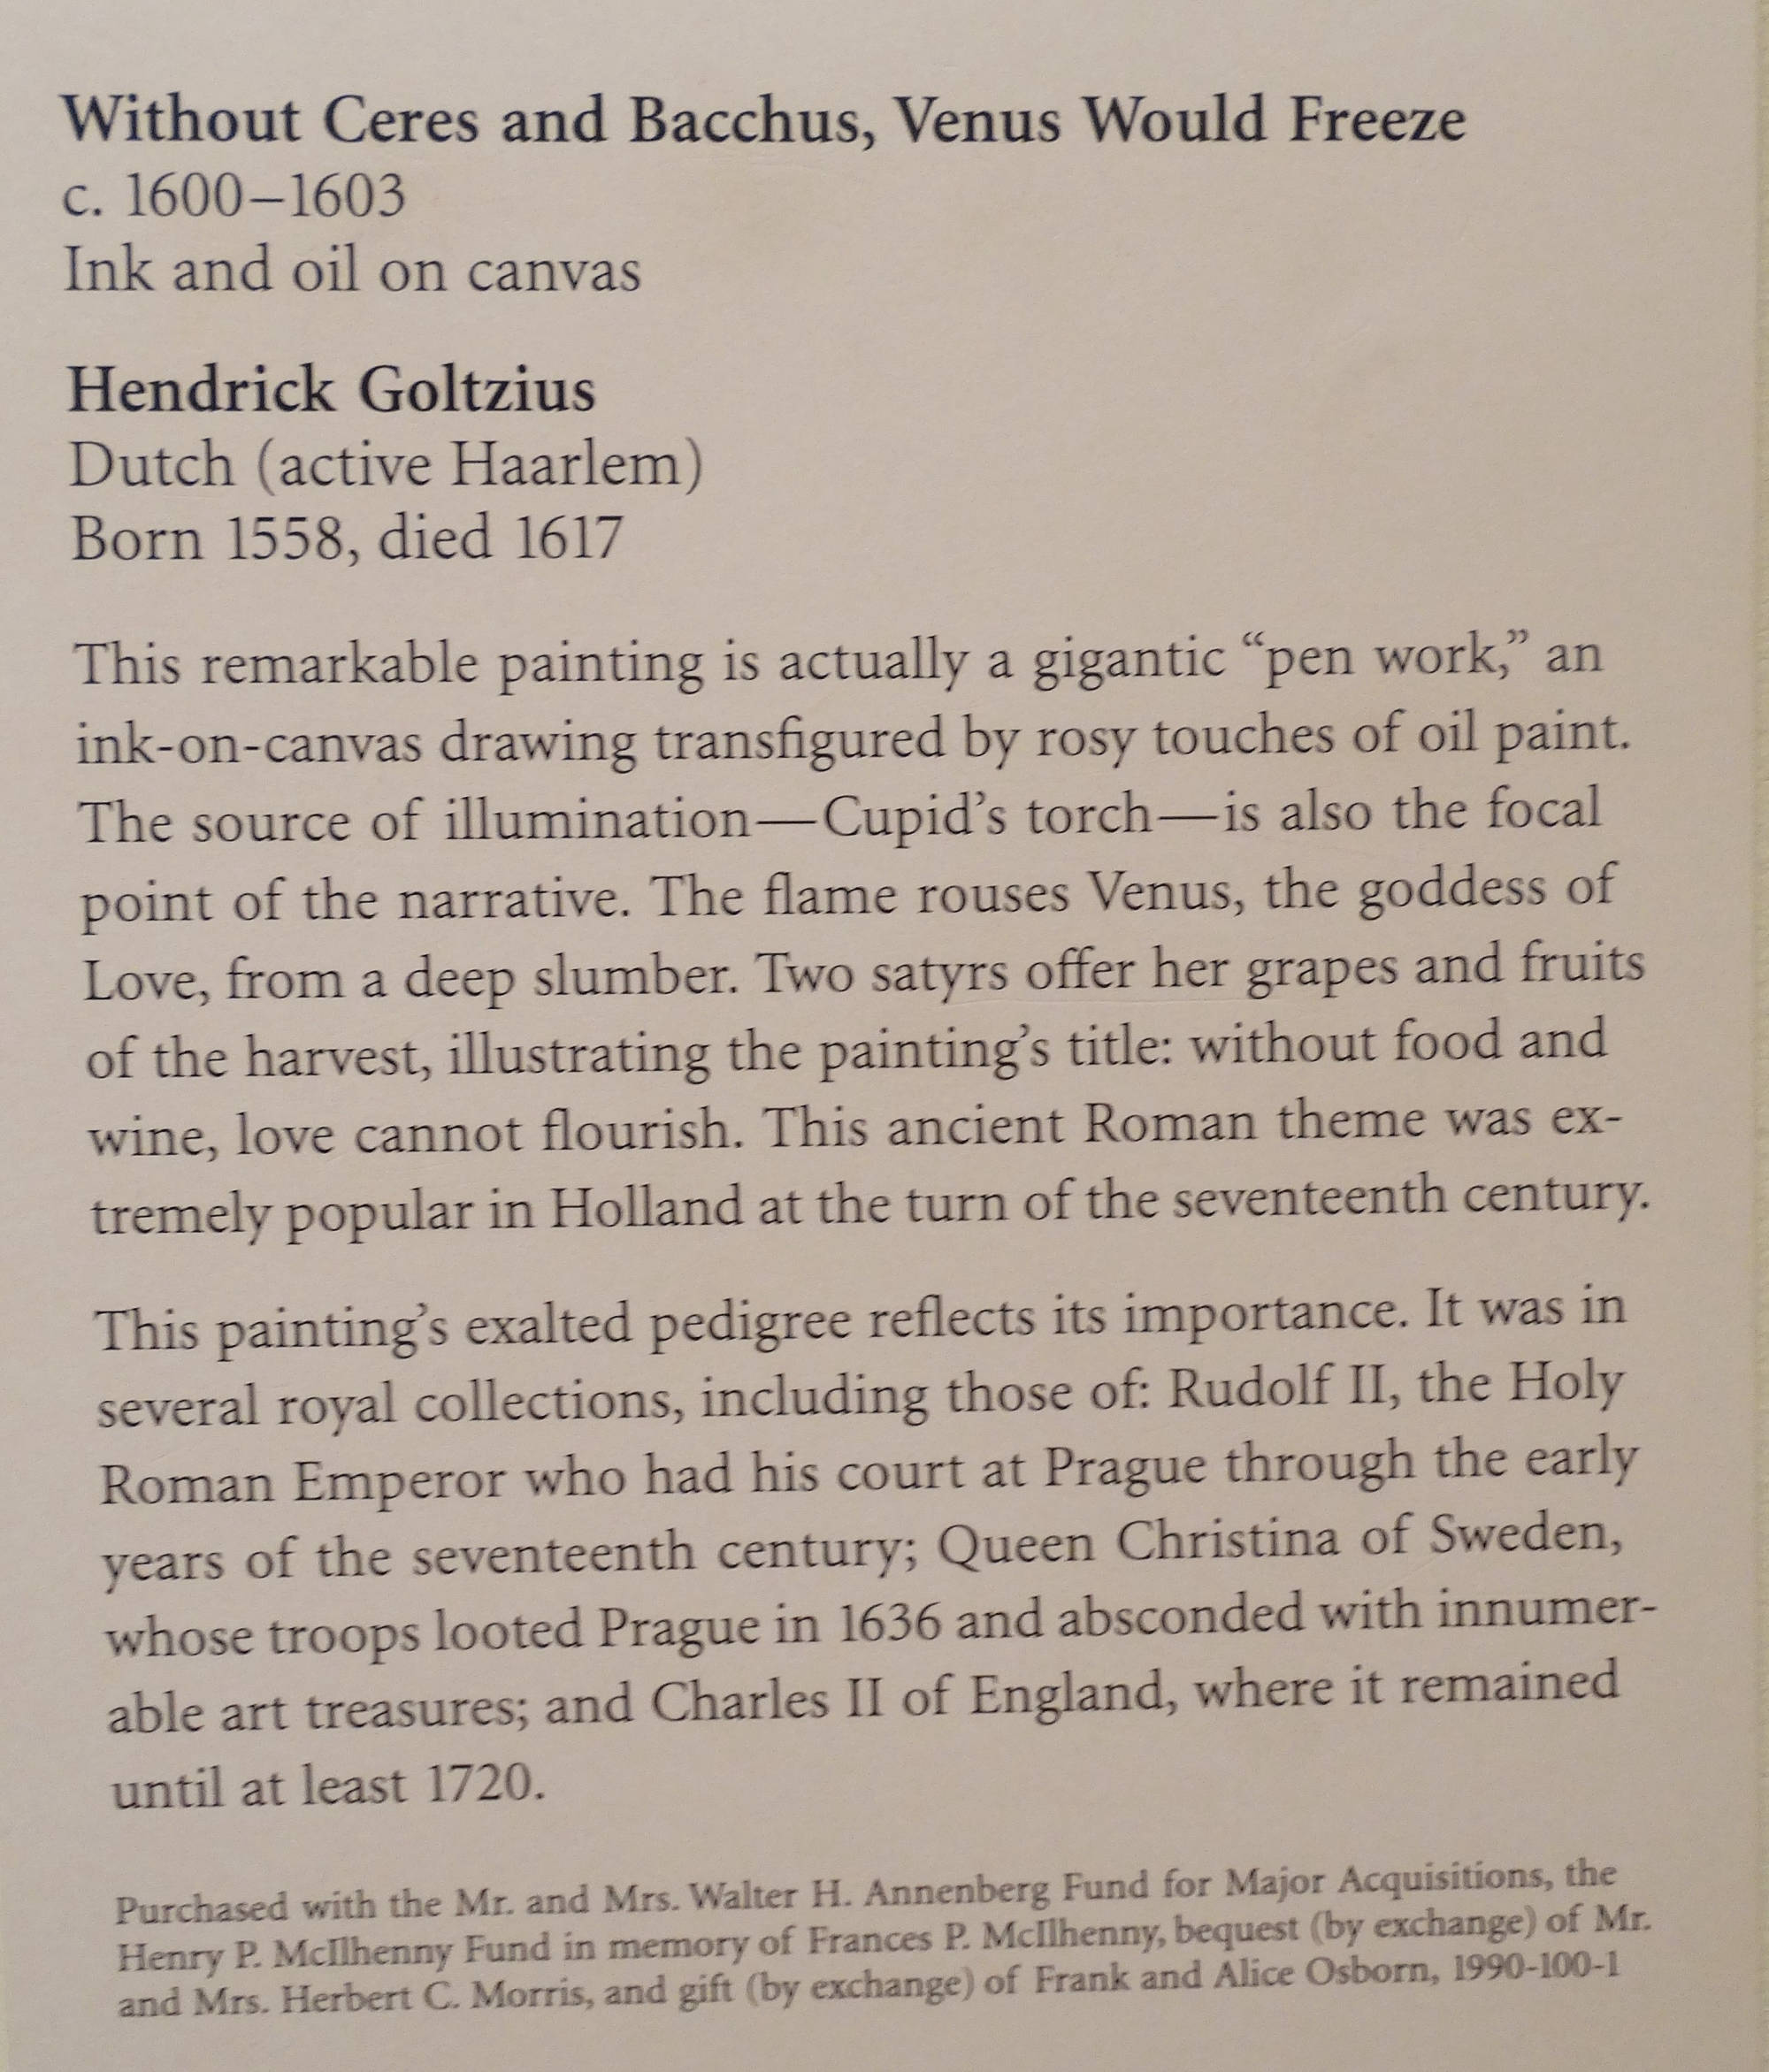 Without Ceres and Bacchus, Venus Would Freeze
c. 1600–1603
Ink and oil on canvas
Hendrick Goltzius
Dutch (active Haarlem)
Born 1558, died 1617
This remarkable painting is actually a gigantic “pen work,” an
ink-on-canvas drawing transfigured by rosy touches of oil paint.
The source of illumination—Cupid’s torch—is also the focal
point of the narrative. The flame rouses Venus, the goddess of
Love, from a deep slumber. Two satyrs offer her grapes and fruits
of the harvest, illustrating the painting’s title: without food and
wine, love cannot flourish. This ancient Roman theme was ex-
tremely popular in Holland at the turn of the seventeenth century.
This painting’s exalted pedigree reflects its importance. It was in
several royal collections, including those of: Rudolf II, the Holy
Roman Emperor who had his court at Prague through the early
years of the seventeenth century; Queen Christina of Sweden,
whose troops looted Prague in 1636 and absconded with innumer-
able art treasures; and Charles II of England, where it remained
until at least 1720.
Purchased with the Mr. and Mrs. Walter H. Annenberg Fund for Major Acquisitions, the
Henry P. McIlhenny Fund in memory of Frances P. McIlhenny, bequest (by exchange) of Mr.
and Mrs. Herbert C. Morris, and gift (by exchange) of Frank and Alice Osborn, 1990-100-1